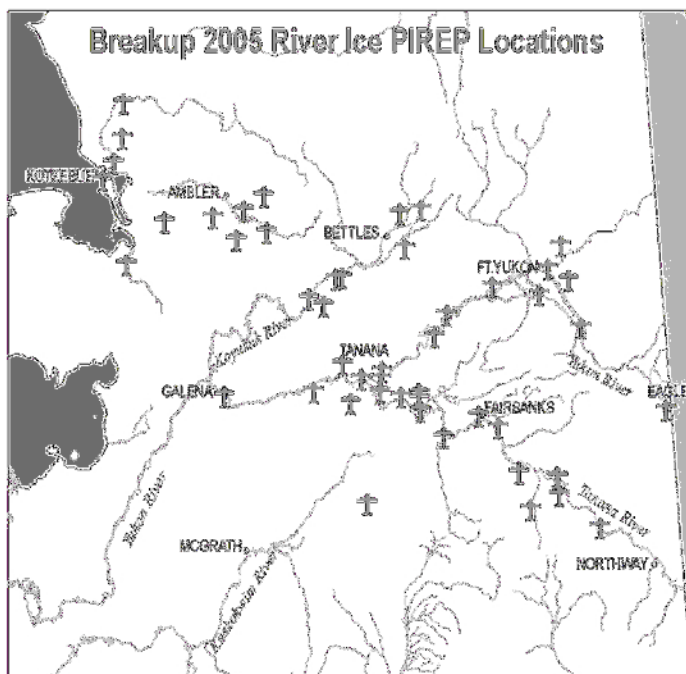 Breakup 2005 River Ice PIREP Locations
KOTZEBUE
AMBLER
BETTLES
FT.YUKON
Koyukuk River
TANANA
Yukon River
GALENA
EAGLE
FAIRBANKS
Yukon River
Tanana River
MCGRATH
NORTHWAY
Kuskokwim River